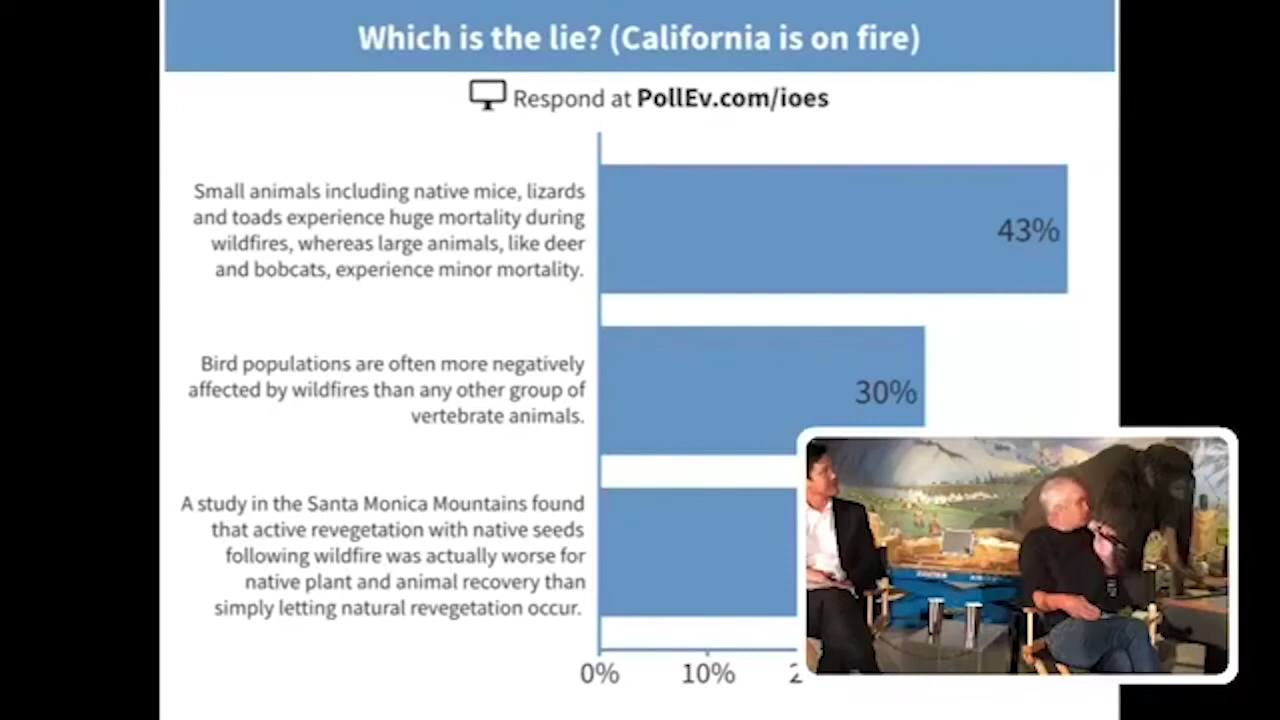 Which is the lie? (California is on fire)
Respond at PollEv.com/ioes
Small animals including native mice, lizards
and toads experience huge mortality during
wildfires, whereas large animals, like deer
and bobcats, experience minor mortality.
43%
Bird populations are often more negatively
affected by wildfires than any other group of
vertebrate animals.
30%
A study in the Santa Monica Mountains found
that active revegetation with native seeds
following wildfire was actually worse for
native plant and animal recovery than
simply letting natural revegetation occur.
0% 10% 2